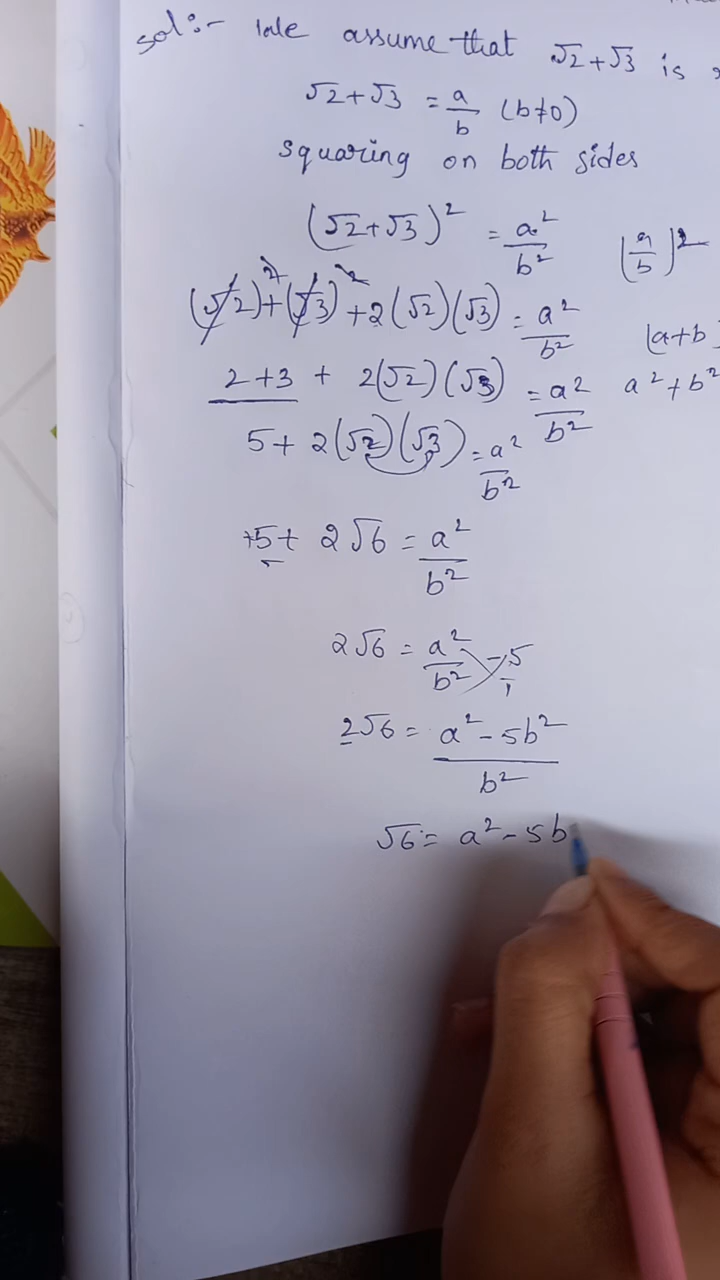 Sol:- We assume that √2+√3 is
√2+√3 = a/b (b≠0)
squaring on both sides
(√2+√3)² = a²/b² (a/b)²
(√2)²+(√3)²+2(√2)(√3) = a²/b² (a+b
2+3 + 2(√2)(√3) = a²/b² a²+b²
5+ 2(√2)(√3) = a²/b²
+5+ 2√6 = a²/b²
2√6 = a²/b² -5/1
2√6 = a²-5b²/b²
√6 = a²-5b